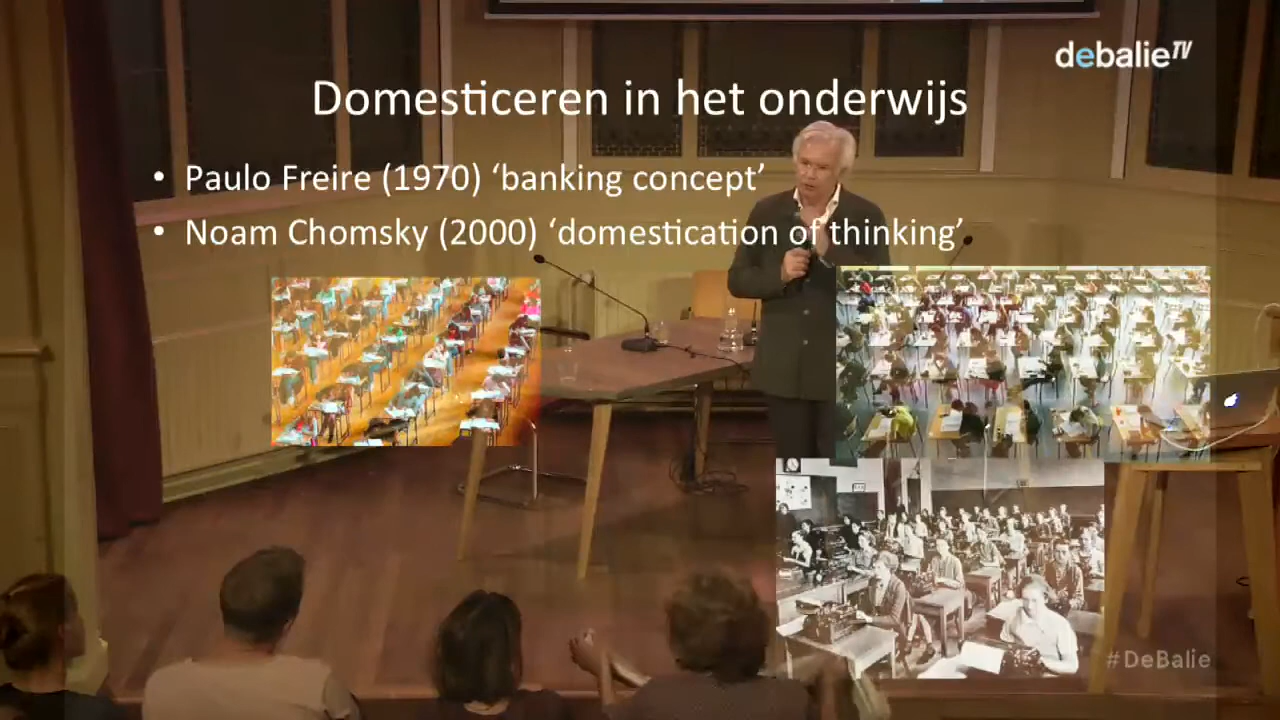 debalieTV
Domesticeren in het onderwijs
• Paulo Freire (1970) ‘banking concept’
• Noam Chomsky (2000) ‘domestication of thinking’
#DeBalie